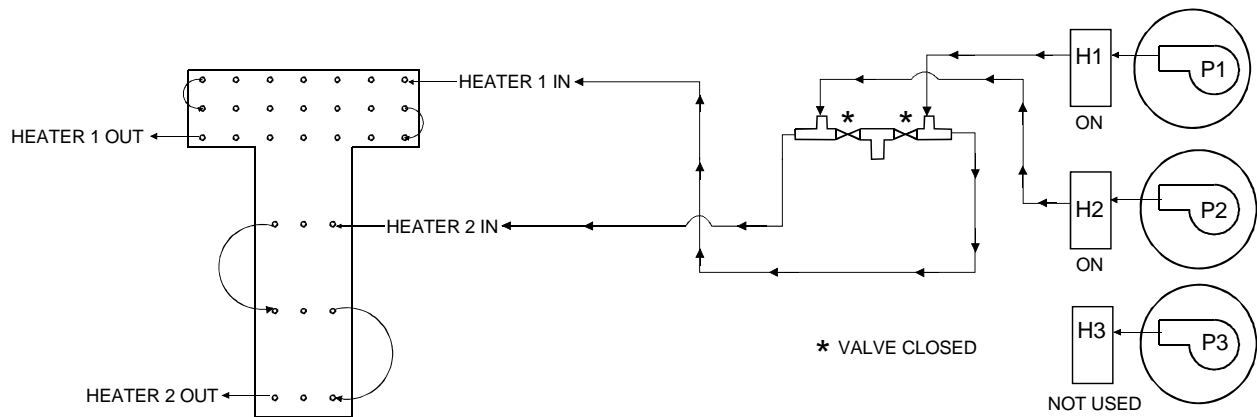 H1
P1
ON
HEATER 1 IN
HEATER 1 OUT
* *
H2
P2
ON
HEATER 2 IN
H3
P3
NOT USED
* VALVE CLOSED
HEATER 2 OUT